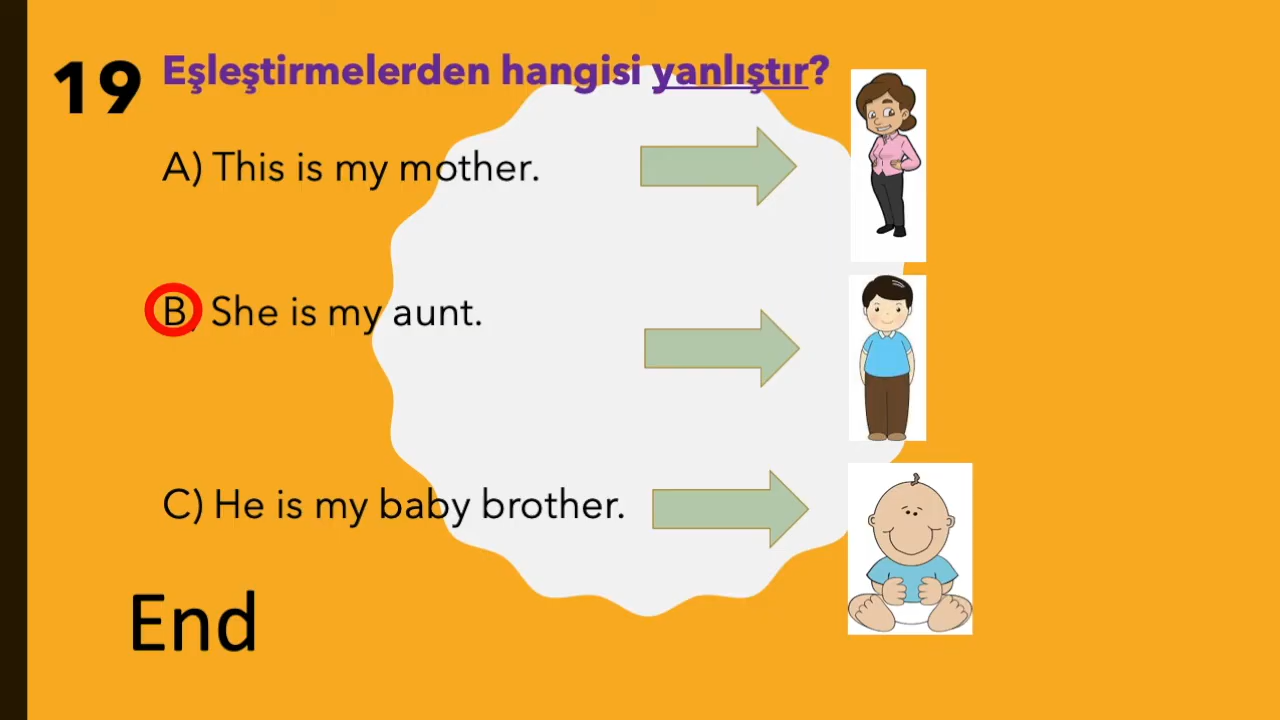 19 Eşleştirmelerden hangisi yanlıştır?
A) This is my mother.
B) She is my aunt.
C) He is my baby brother.
End